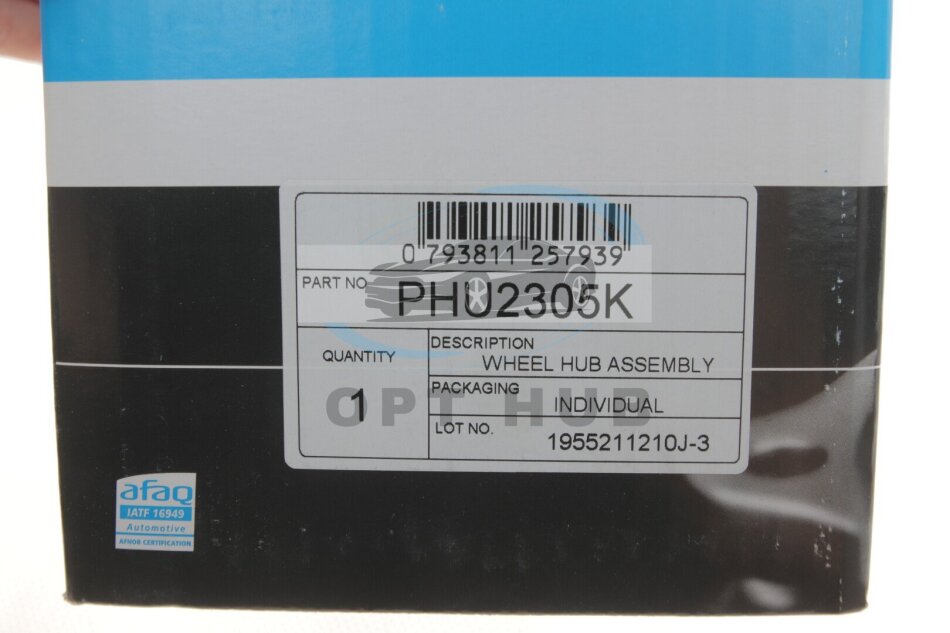 0 793811 257939
PART NO.
PHU2305K
QUANTITY
1
DESCRIPTION
WHEEL HUB ASSEMBLY
PACKAGING
INDIVIDUAL
LOT NO.
1955211210J-3
OPT HUB
afaq
IATF 16949
Automotive
AFNOR CERTIFICATION